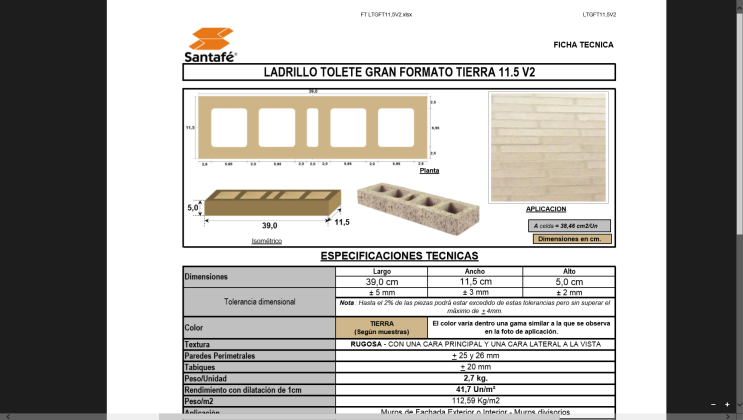 FT LTGFT11,5V2.xlsx LTGFT11,5V2
Santafé
FICHA TECNICA
LADRILLO TOLETE GRAN FORMATO TIERRA 11.5 V2
39,0
11,5
Planta
5,0
39,0
11,5
Isométrico
APLICACION
A celda = 38,46 cm2/Un
Dimensiones en cm.
ESPECIFICACIONES TECNICAS
Dimensiones Largo Ancho Alto
39,0 cm 11,5 cm 5,0 cm
Tolerancia dimensional ± 5 mm ± 3 mm ± 2 mm
Nota : Hasta el 2% de las piezas podrá estar excedido de estas tolerancias pero sin superar el
máximo de ± 4mm.
Color TIERRA
(Según muestras)
El color varía dentro una gama similar a la que se observa
en la foto de aplicación.
Textura RUGOSA - CON UNA CARA PRINCIPAL Y UNA CARA LATERAL A LA VISTA
Paredes Perimetrales ± 25 y 26 mm
Tabiques ± 20 mm
Peso/Unidad 2,7 kg.
Rendimiento con dilatación de 1cm 41,7 Un/m²
Peso/m2 112,59 Kg/m2
Aplicación Muros de Fachada Exterior o Interior - Muros divisorios